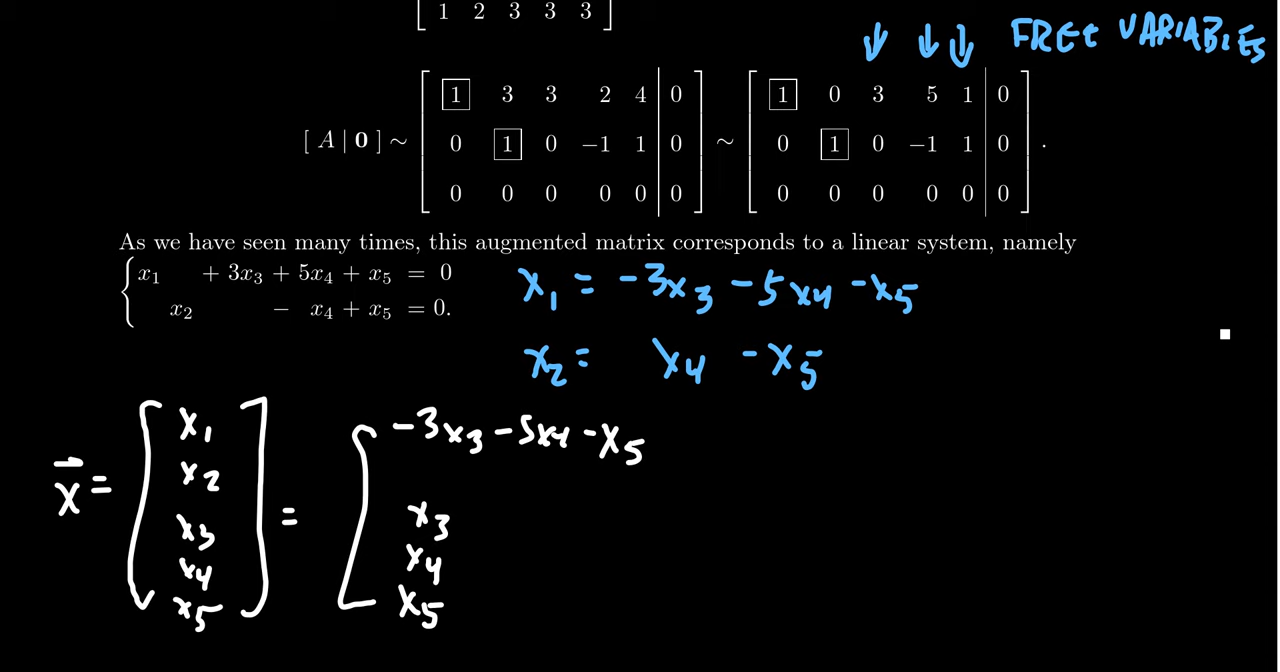 [ 1 2 3 3 3 ]
FREE VARIABLES
[ A | 0 ] ~ [ 1 3 3 2 4 | 0 ] ~ [ 1 0 3 5 1 | 0 ]
[ 0 1 0 −1 1 | 0 ] [ 0 1 0 −1 1 | 0 ] .
[ 0 0 0 0 0 | 0 ] [ 0 0 0 0 0 | 0 ]
As we have seen many times, this augmented matrix corresponds to a linear system, namely
{ x₁ + 3x₃ + 5x₄ + x₅ = 0
x₂ − x₄ + x₅ = 0.
x₁ = -3x₃ -5x₄ -x₅
x₂ = x₄ -x₅
x⃗ = [ x₁ x₂ x₃ x₄ x₅ ] = [ -3x₃ -5x₄ -x₅
x₃
x₄
x₅